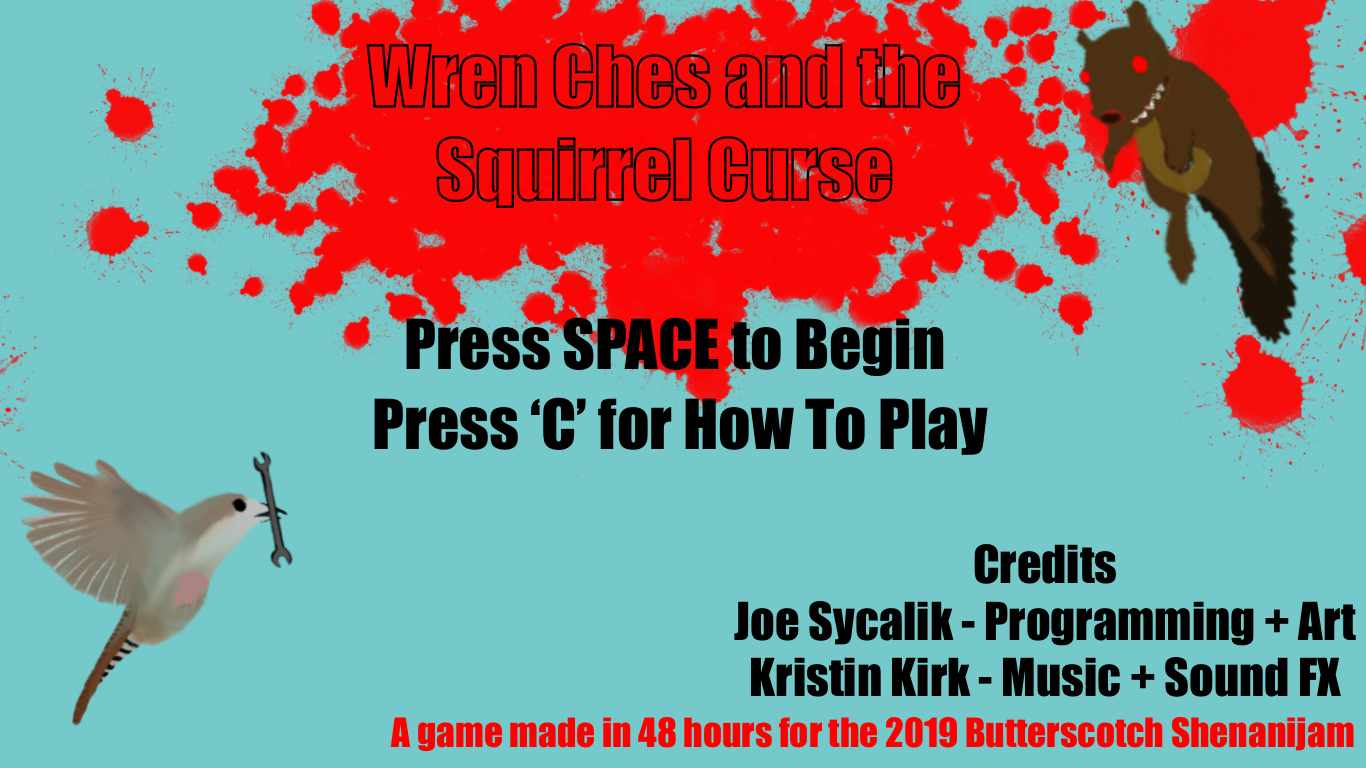 Wren Ches and the
Squirrel Curse
Press SPACE to Begin
Press ‘C’ for How To Play
Credits
Joe Sycalik - Programming + Art
Kristin Kirk - Music + Sound FX
A game made in 48 hours for the 2019 Butterscotch Shenanijam